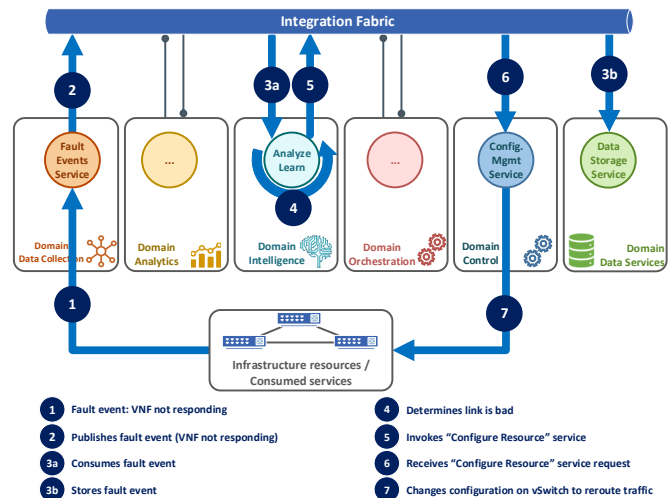 Integration Fabric
2
3a
5
6
3b
Fault
Events
Service
...
Analyze
Learn
...
Config.
Mgmt
Service
Data
Storage
Service
4
Domain
Data Collection
Domain
Analytics
Domain
Intelligence
Domain
Orchestration
Domain
Control
Domain
Data Services
1
7
Infrastructure resources /
Consumed services
1 Fault event: VNF not responding
2 Publishes fault event (VNF not responding)
3a Consumes fault event
3b Stores fault event
4 Determines link is bad
5 Invokes “Configure Resource” service
6 Receives “Configure Resource” service request
7 Changes configuration on vSwitch to reroute traffic